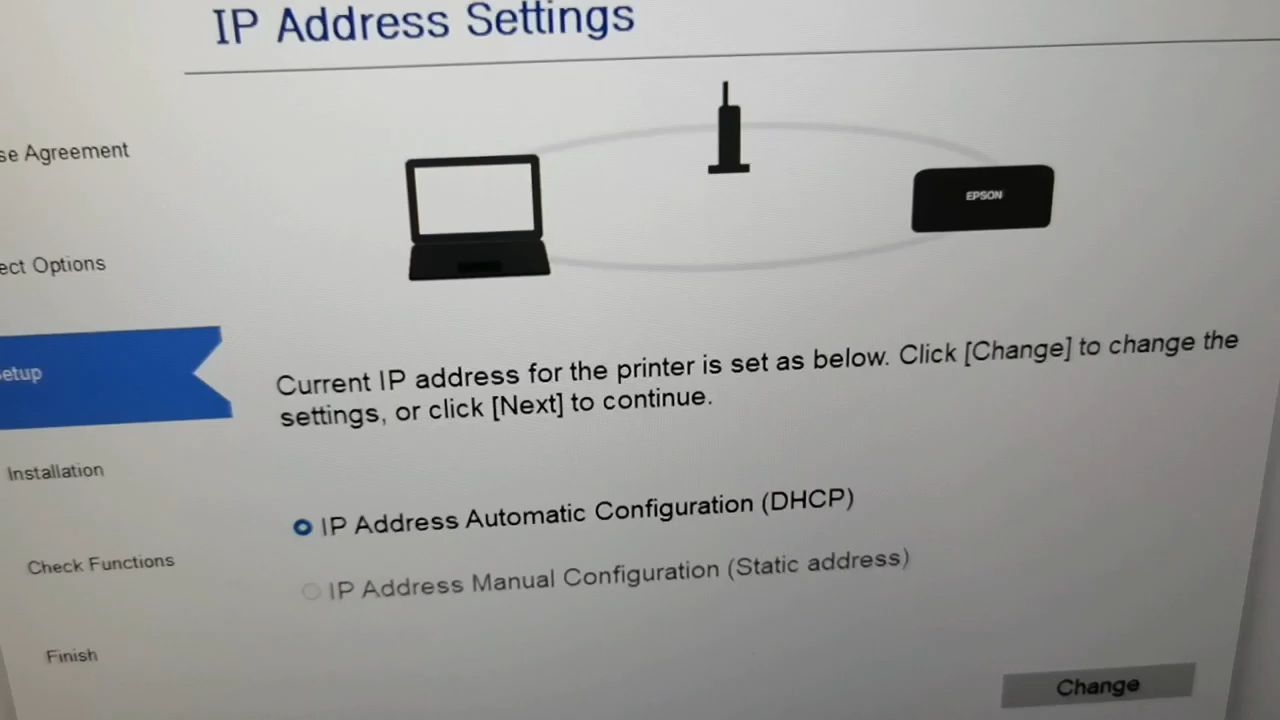 IP Address Settings
se Agreement
EPSON
ect Options
etup
Current IP address for the printer is set as below. Click [Change] to change the
settings, or click [Next] to continue.
Installation
IP Address Automatic Configuration (DHCP)
Check Functions
IP Address Manual Configuration (Static address)
Finish
Change